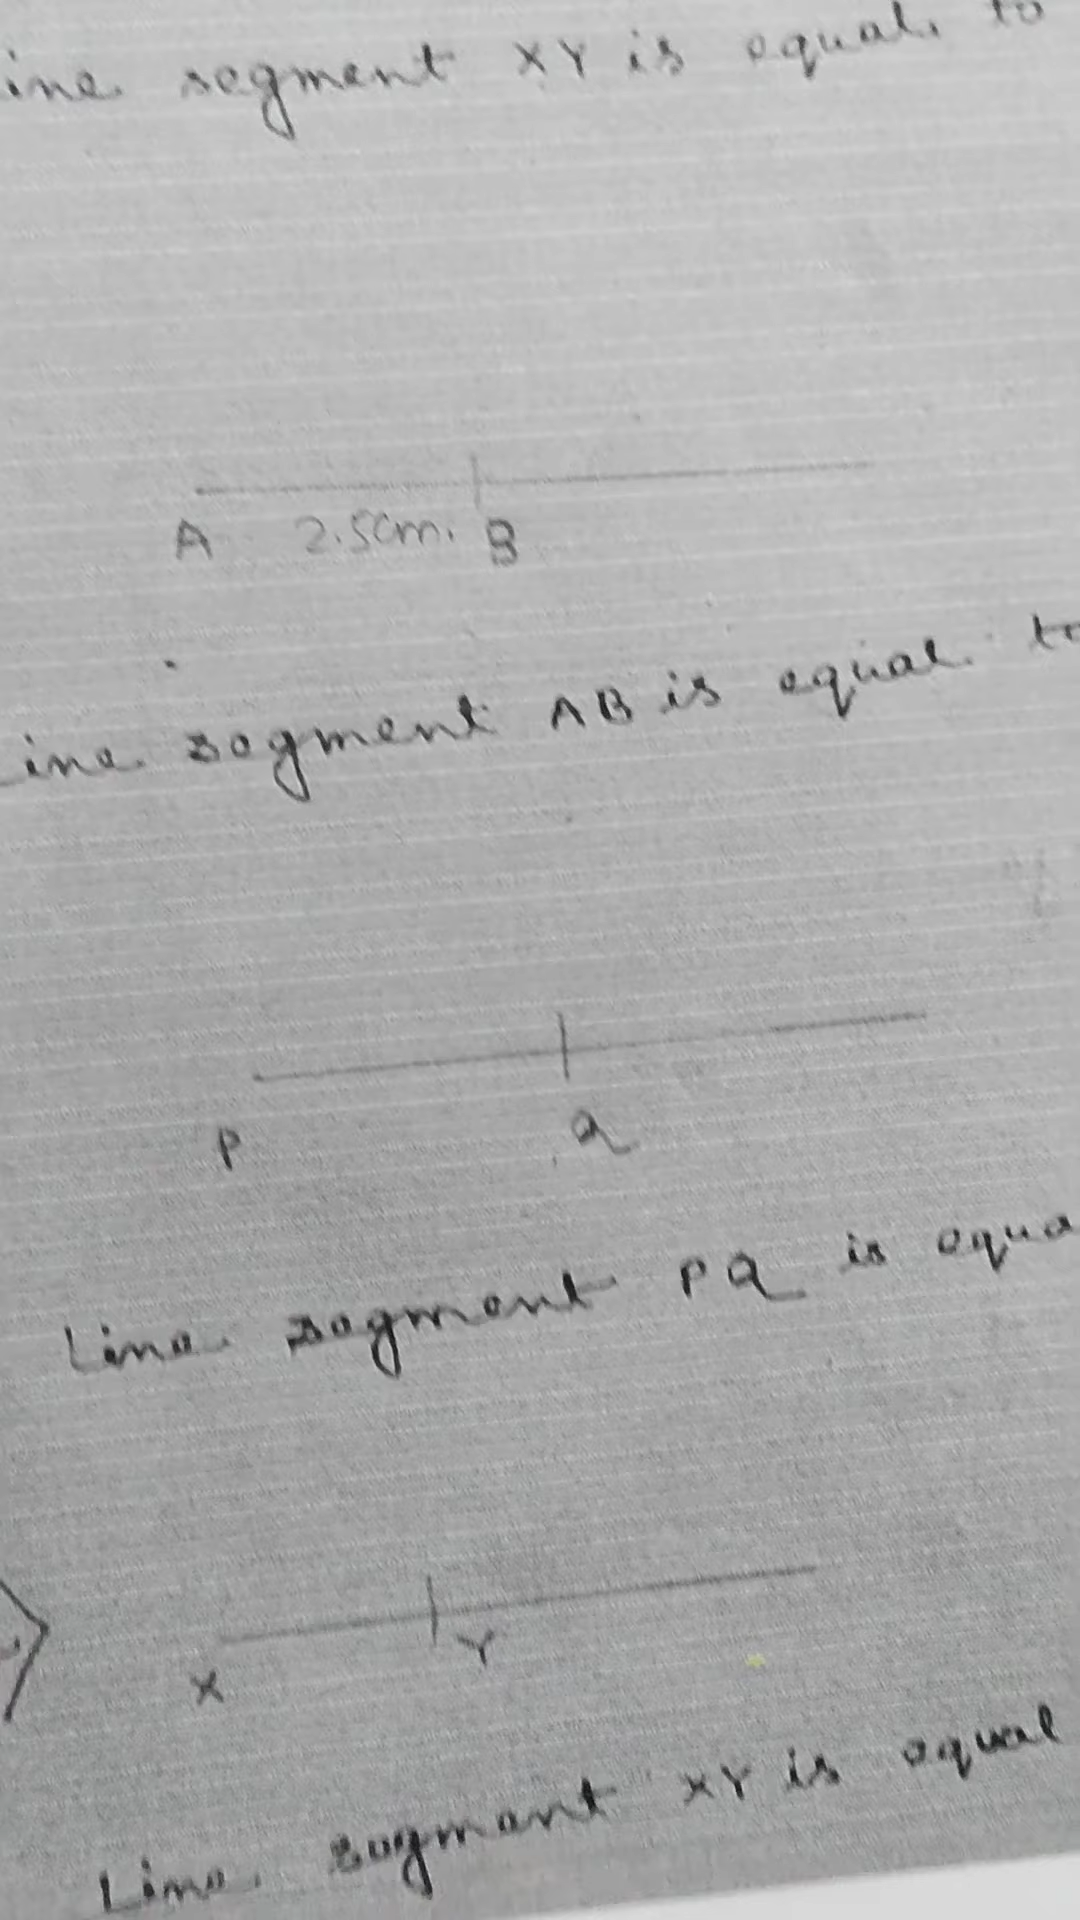 ine segment XY is equal to
A 2.5cm. B
ine segment AB is equal to
P Q
Line segment PQ is equa
X Y
Line segment XY is equal